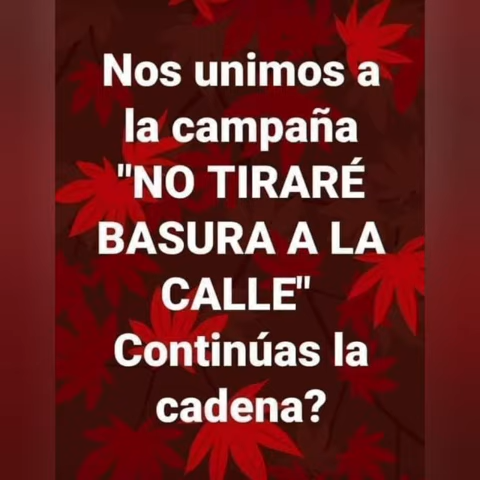 Nos unimos a
la campaña
"NO TIRARÉ
BASURA A LA
CALLE"
Continúas la
cadena?